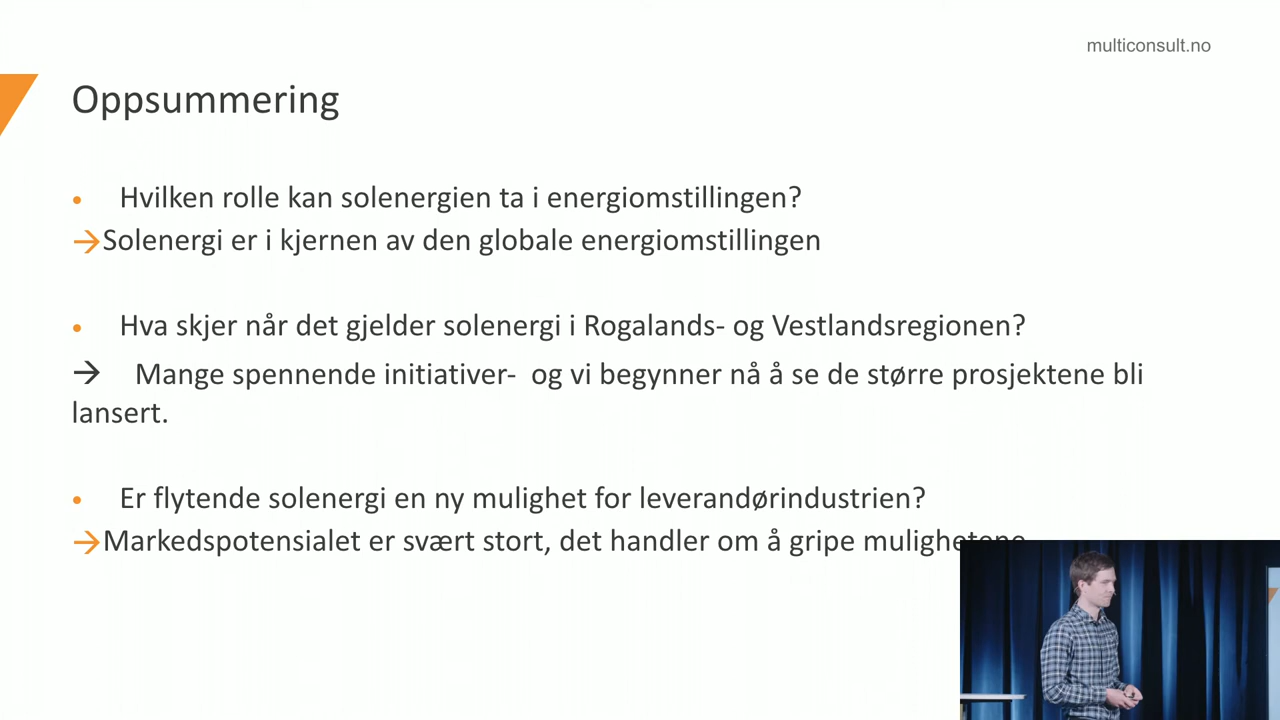 multiconsult.no
Oppsummering
• Hvilken rolle kan solenergien ta i energiomstillingen?
→Solenergi er i kjernen av den globale energiomstillingen
• Hva skjer når det gjelder solenergi i Rogalands- og Vestlandsregionen?
→ Mange spennende initiativer- og vi begynner nå å se de større prosjektene bli
lansert.
• Er flytende solenergi en ny mulighet for leverandørindustrien?
→Markedspotensialet er svært stort, det handler om å gripe mulighetene